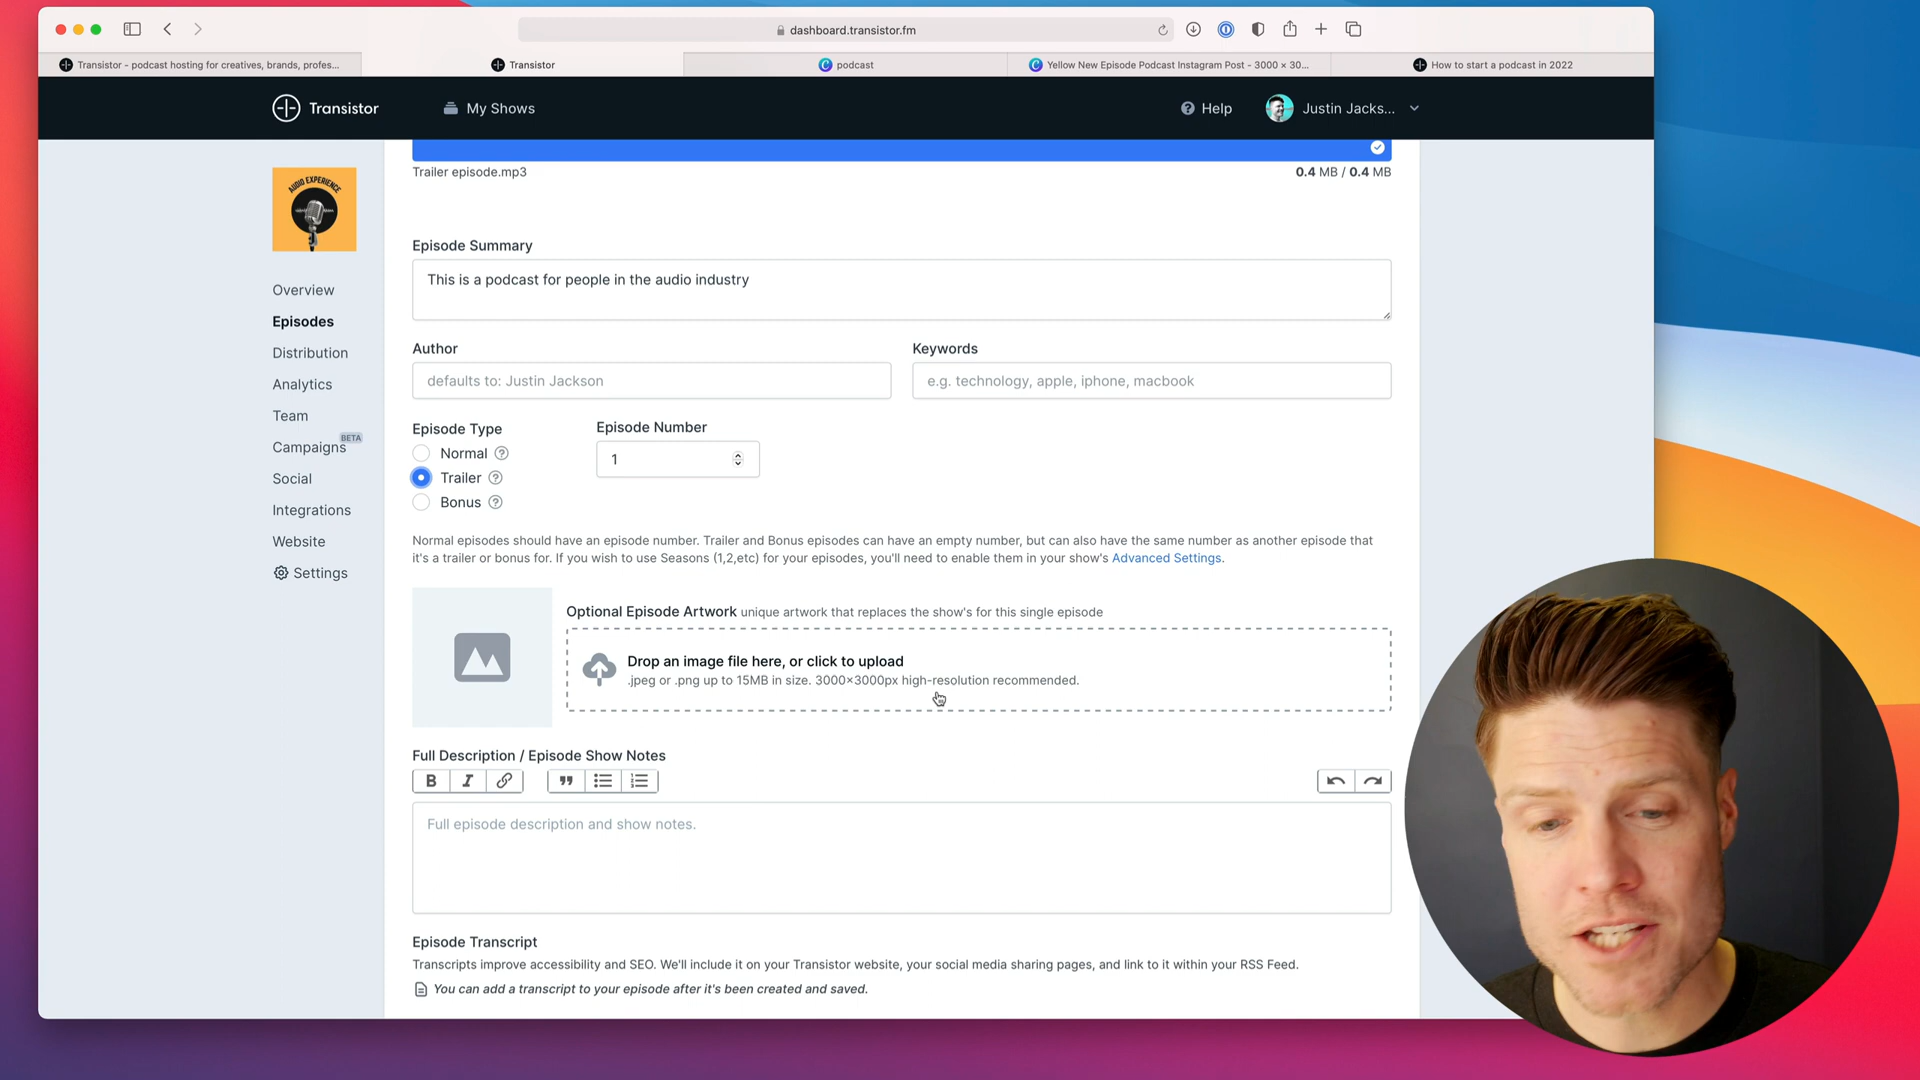 dashboard.transistor.fm
Transistor - podcast hosting for creatives, brands, profes...
Transistor
podcast
Yellow New Episode Podcast Instagram Post - 3000 × 30...
How to start a podcast in 2022
Transistor
My Shows
Help
Justin Jacks...
AUDIO EXPERIENCE
Overview
Episodes
Distribution
Analytics
Team
Campaigns BETA
Social
Integrations
Website
Settings
Trailer episode.mp3
0.4 MB / 0.4 MB
Episode Summary
This is a podcast for people in the audio industry
Author
Keywords
defaults to: Justin Jackson
e.g. technology, apple, iphone, macbook
Episode Type
Episode Number
Normal
1
Trailer
Bonus
Normal episodes should have an episode number. Trailer and Bonus episodes can have an empty number, but can also have the same number as another episode that
it's a trailer or bonus for. If you wish to use Seasons (1,2,etc) for your episodes, you'll need to enable them in your show's Advanced Settings.
Optional Episode Artwork unique artwork that replaces the show's for this single episode
Drop an image file here, or click to upload
.jpeg or .png up to 15MB in size. 3000×3000px high-resolution recommended.
Full Description / Episode Show Notes
B I
Full episode description and show notes.
Episode Transcript
Transcripts improve accessibility and SEO. We'll include it on your Transistor website, your social media sharing pages, and link to it within your RSS Feed.
You can add a transcript to your episode after it's been created and saved.